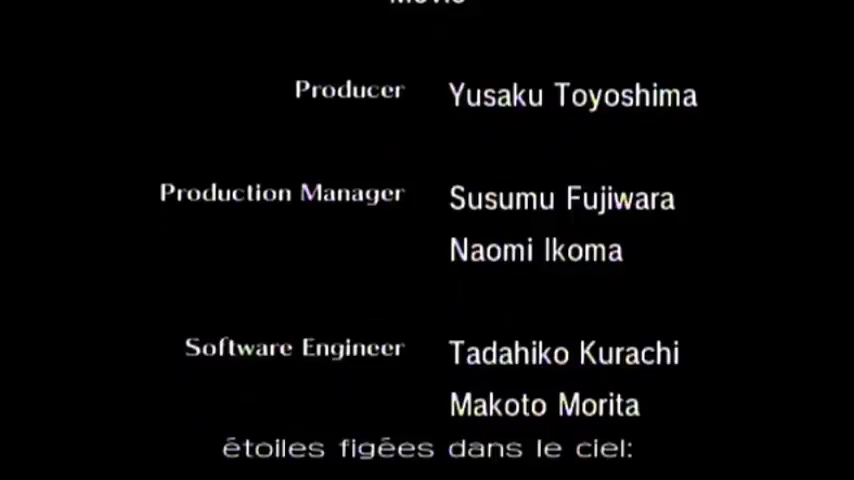 Movie
Producer Yusaku Toyoshima
Production Manager Susumu Fujiwara
Naomi Ikoma
Software Engineer Tadahiko Kurachi
Makoto Morita
étoiles figées dans le ciel: